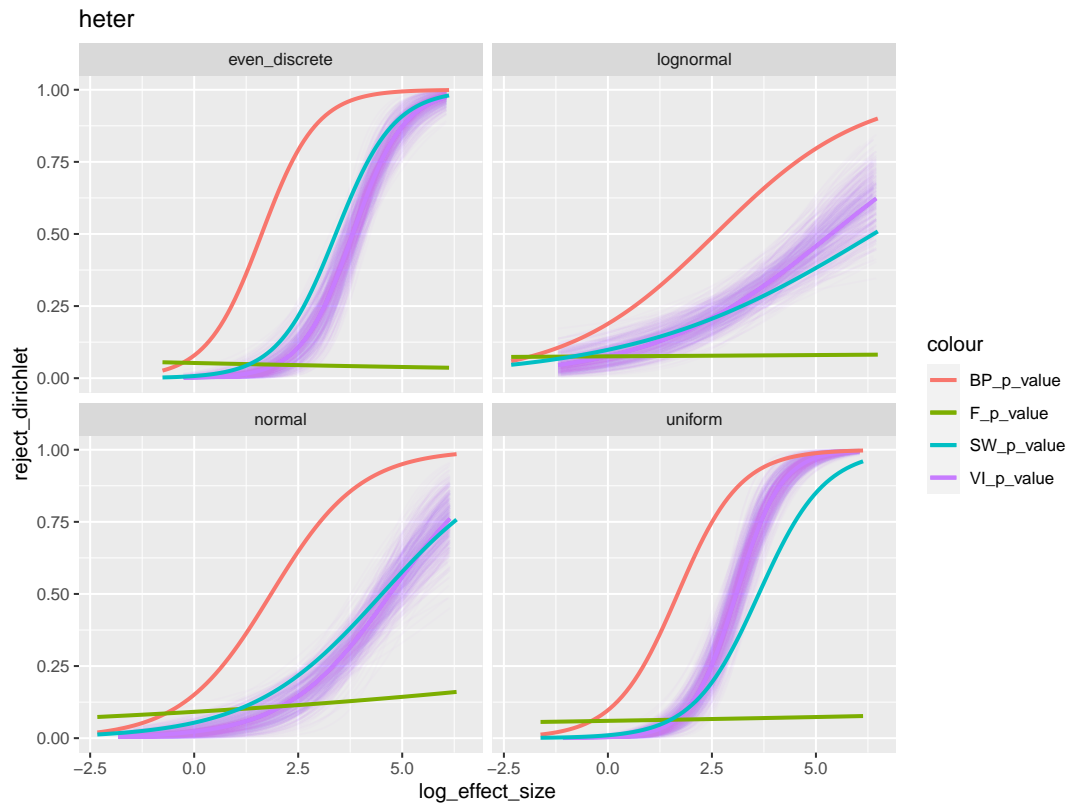 heter
even_discrete
lognormal
1.00
0.75
0.50
0.25
0.00
normal
uniform
1.00
0.75
0.50
0.25
0.00
−2.5 0.0 2.5 5.0
−2.5 0.0 2.5 5.0
log_effect_size
reject_dirichlet
colour
BP_p_value
F_p_value
SW_p_value
VI_p_value